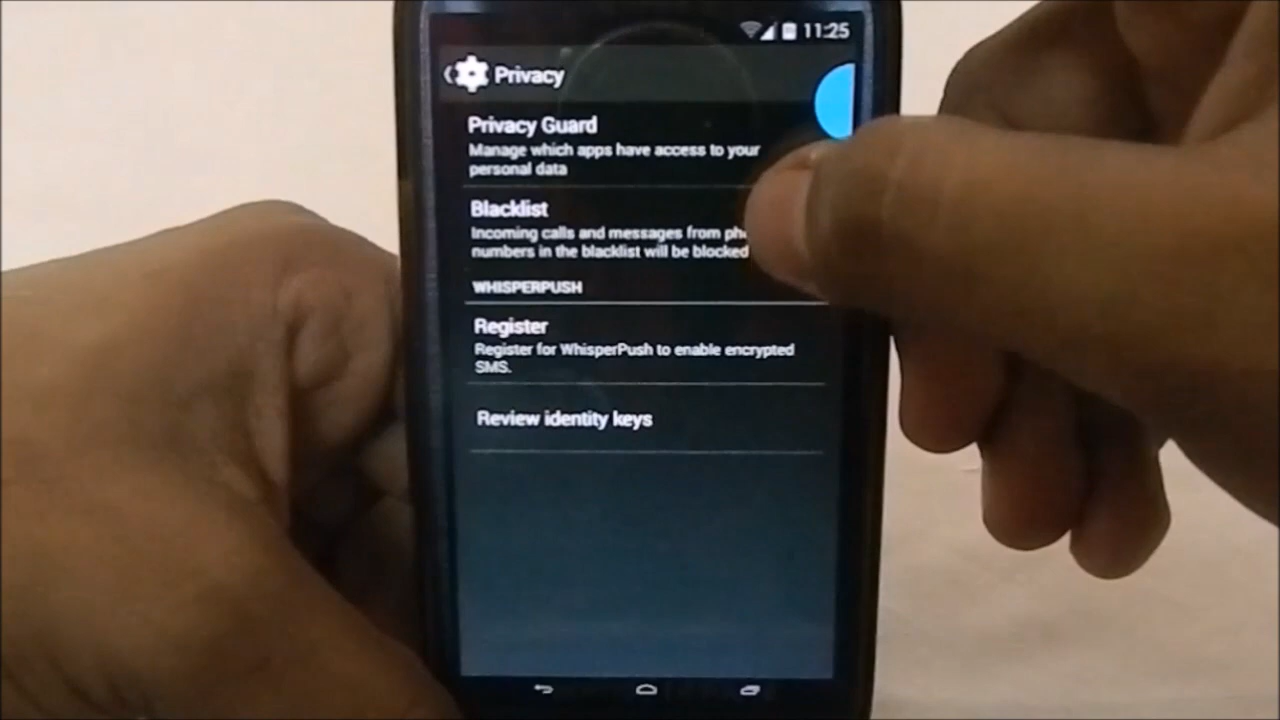 11:25
Privacy
Privacy Guard
Manage which apps have access to your
personal data
Blacklist
Incoming calls and messages from
numbers in the blacklist will be blocked
WHISPERPUSH
Register
Register for WhisperPush to enable encrypted
SMS.
Review identity keys